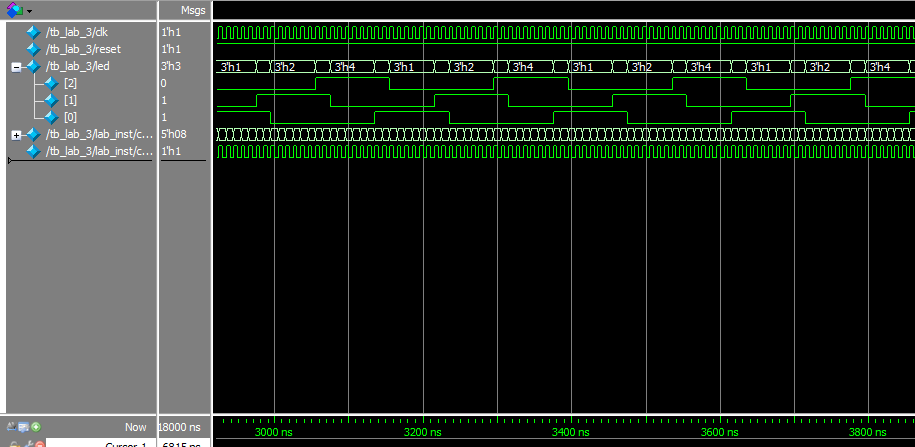 Msgs
/tb_lab_3/clk 1'h1
/tb_lab_3/reset 1'h1
/tb_lab_3/led 3'h3 3'h1 3'h2 3'h4 3'h1 3'h2 3'h4 3'h1 3'h2 3'h4 3'h1 3'h2 3'h4
[2] 0
[1] 1
[0] 1
/tb_lab_3/lab_inst/c... 5'h08
/tb_lab_3/lab_inst/c... 1'h1
Now 18000 ns 3000 ns 3200 ns 3400 ns 3600 ns 3800 ns
Cursor 1 6815 ns